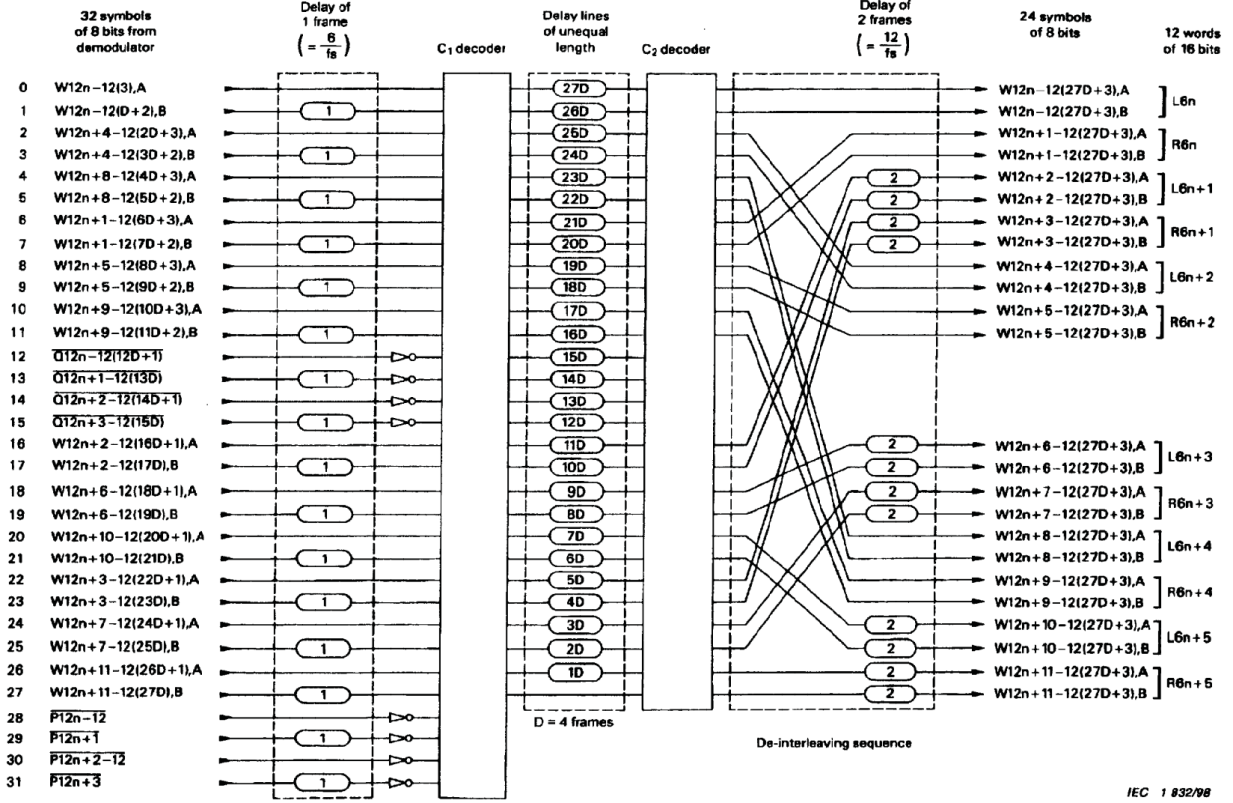 32 symbols
of 8 bits from
demodulator
Delay of
1 frame
(= 6/fs)
C1 decoder
Delay lines
of unequal
length
C2 decoder
Delay of
2 frames
(= 12/fs)
24 symbols
of 8 bits
12 words
of 16 bits
0 W12n−12(3),A 27D W12n−12(27D+3),A
L6n
1 W12n−12(D+2),B 1 26D W12n−12(27D+3),B
2 W12n+4−12(2D+3),A 25D W12n+1−12(27D+3),A
R6n
3 W12n+4−12(3D+2),B 1 24D W12n+1−12(27D+3),B
4 W12n+8−12(4D+3),A 23D 2 W12n+2−12(27D+3),A
L6n+1
5 W12n+8−12(5D+2),B 1 22D 2 W12n+2−12(27D+3),B
6 W12n+1−12(6D+3),A 21D 2 W12n+3−12(27D+3),A
R6n+1
7 W12n+1−12(7D+2),B 1 20D 2 W12n+3−12(27D+3),B
8 W12n+5−12(8D+3),A 19D W12n+4−12(27D+3),A
L6n+2
9 W12n+5−12(9D+2),B 1 18D W12n+4−12(27D+3),B
10 W12n+9−12(10D+3),A 17D W12n+5−12(27D+3),A
R6n+2
11 W12n+9−12(11D+2),B 1 16D W12n+5−12(27D+3),B
12 Q12n−12(12D+1) 15D
13 Q12n+1−12(13D) 1 14D
14 Q12n+2−12(14D+1) 13D
15 Q12n+3−12(15D) 1 12D
16 W12n+2−12(16D+1),A 11D 2 W12n+6−12(27D+3),A
L6n+3
17 W12n+2−12(17D),B 1 10D 2 W12n+6−12(27D+3),B
18 W12n+6−12(18D+1),A 9D 2 W12n+7−12(27D+3),A
R6n+3
19 W12n+6−12(19D),B 1 8D 2 W12n+7−12(27D+3),B
20 W12n+10−12(20D+1),A 7D W12n+8−12(27D+3),A
L6n+4
21 W12n+10−12(21D),B 1 6D W12n+8−12(27D+3),B
22 W12n+3−12(22D+1),A 5D W12n+9−12(27D+3),A
R6n+4
23 W12n+3−12(23D),B 1 4D W12n+9−12(27D+3),B
24 W12n+7−12(24D+1),A 3D 2 W12n+10−12(27D+3),A
L6n+5
25 W12n+7−12(25D),B 1 2D 2 W12n+10−12(27D+3),B
26 W12n+11−12(26D+1),A 1D 2 W12n+11−12(27D+3),A
R6n+5
27 W12n+11−12(27D),B 1 2 W12n+11−12(27D+3),B
28 P12n−12
29 P12n+1 1
30 P12n+2−12
31 P12n+3 1
D = 4 frames
De-interleaving sequence
IEC 1 832/98